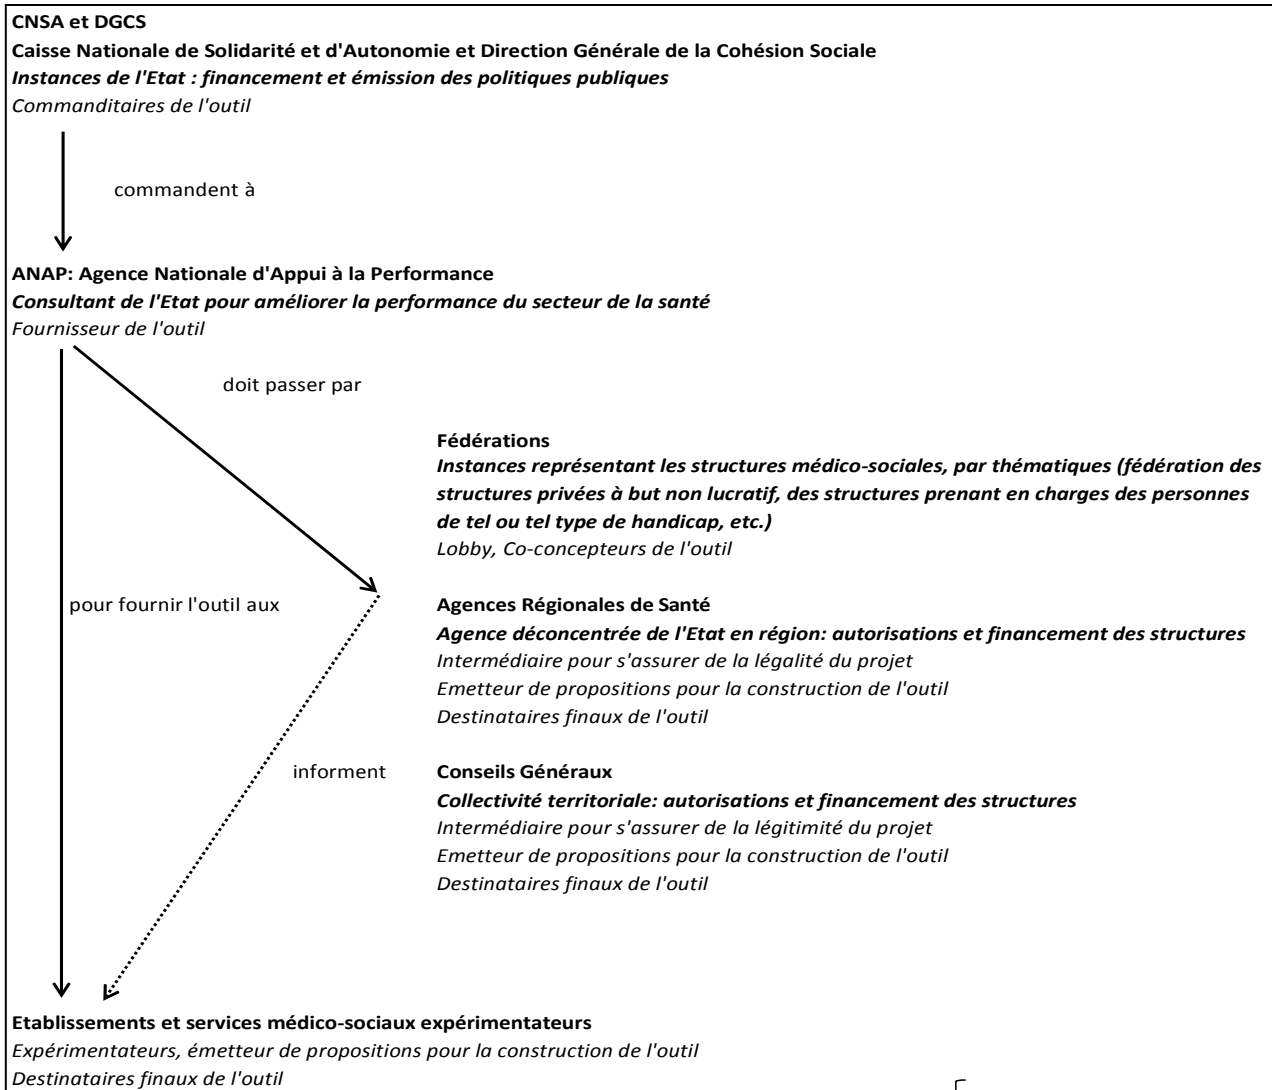 CNSA et DGCS
Caisse Nationale de Solidarité et d'Autonomie et Direction Générale de la Cohésion Sociale
Instances de l'Etat : financement et émission des politiques publiques
Commanditaires de l'outil
commandent à
ANAP: Agence Nationale d'Appui à la Performance
Consultant de l'Etat pour améliorer la performance du secteur de la santé
Fournisseur de l'outil
doit passer par
Fédérations
Instances représentant les structures médico-sociales, par thématiques (fédération des
structures privées à but non lucratif, des structures prenant en charges des personnes
de tel ou tel type de handicap, etc.)
Lobby, Co-concepteurs de l'outil
pour fournir l'outil aux
Agences Régionales de Santé
Agence déconcentrée de l'Etat en région: autorisations et financement des structures
Intermédiaire pour s'assurer de la légalité du projet
Emetteur de propositions pour la construction de l'outil
Destinataires finaux de l'outil
informent
Conseils Généraux
Collectivité territoriale: autorisations et financement des structures
Intermédiaire pour s'assurer de la légitimité du projet
Emetteur de propositions pour la construction de l'outil
Destinataires finaux de l'outil
Etablissements et services médico-sociaux expérimentateurs
Expérimentateurs, émetteur de propositions pour la construction de l'outil
Destinataires finaux de l'outil